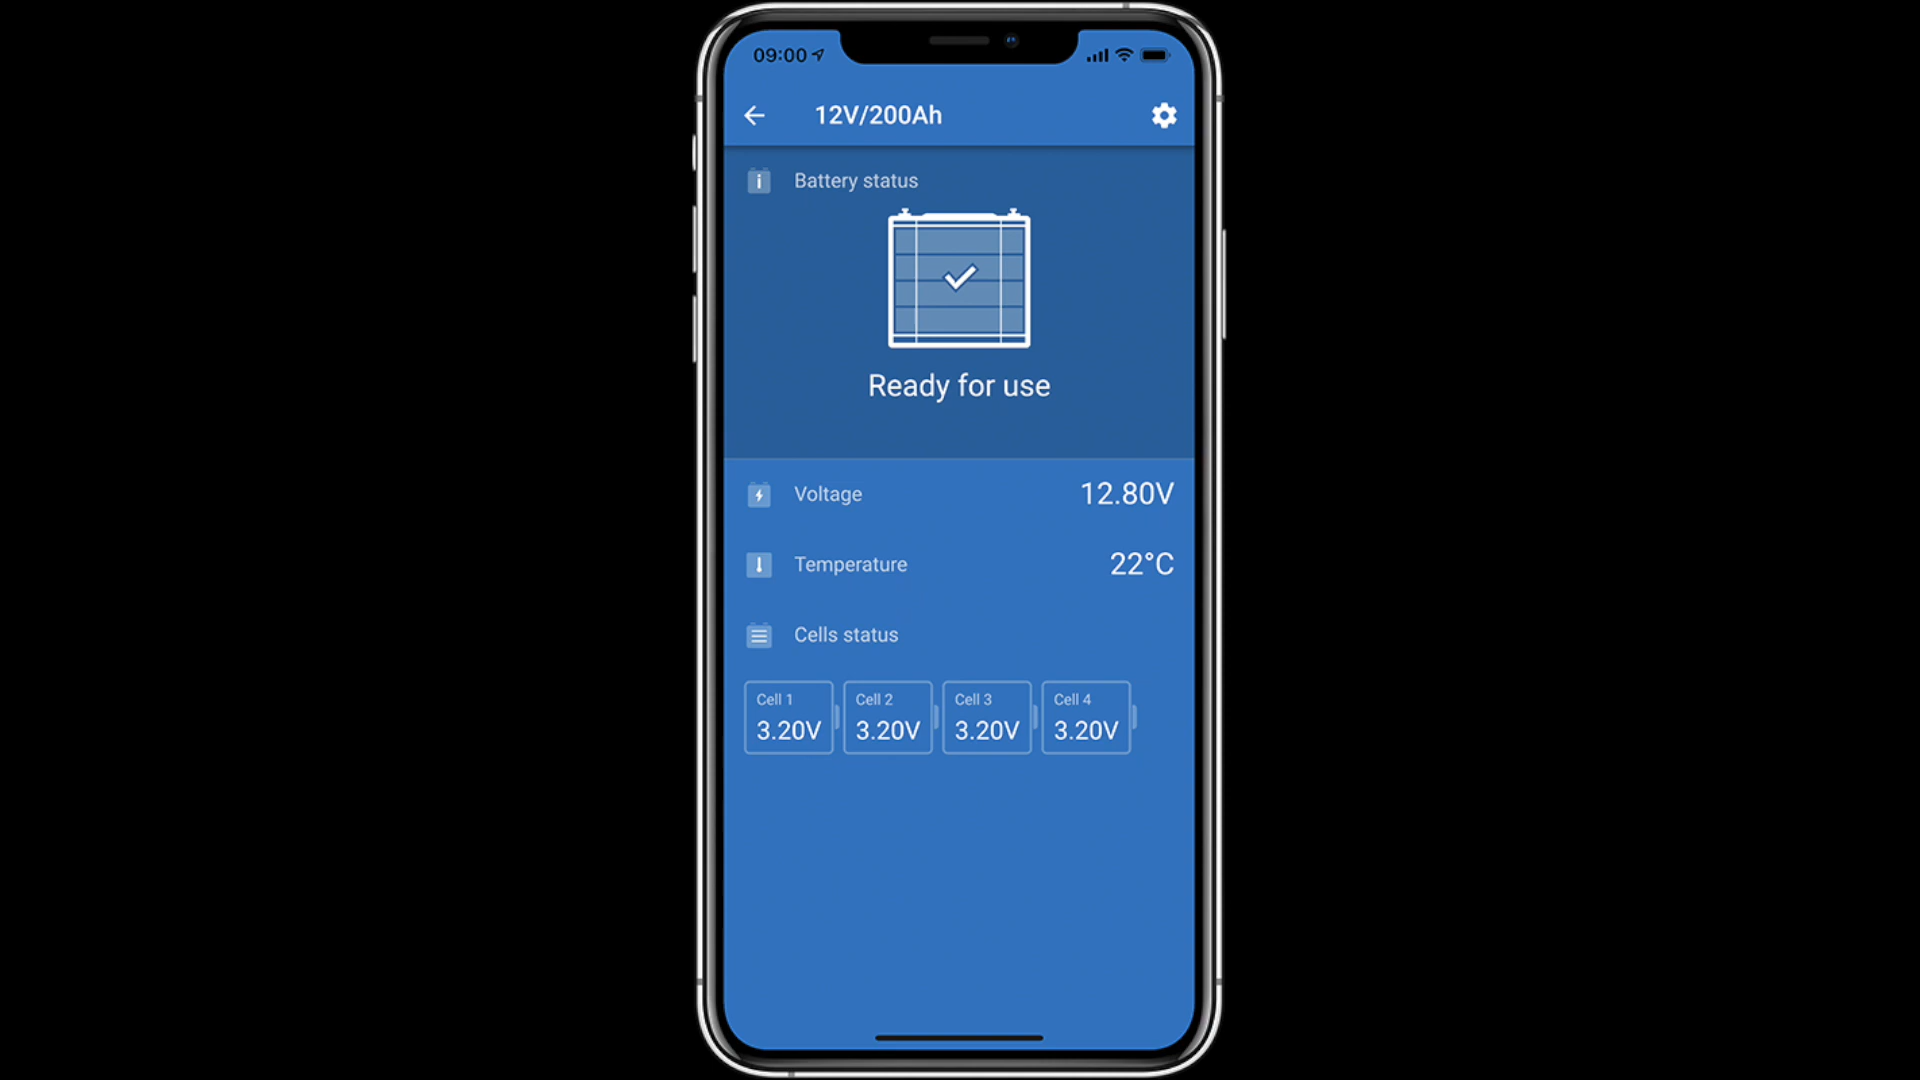 09:00
12V/200Ah
Battery status
Ready for use
Voltage 12.80V
Temperature 22°C
Cells status
Cell 1 Cell 2 Cell 3 Cell 4
3.20V 3.20V 3.20V 3.20V